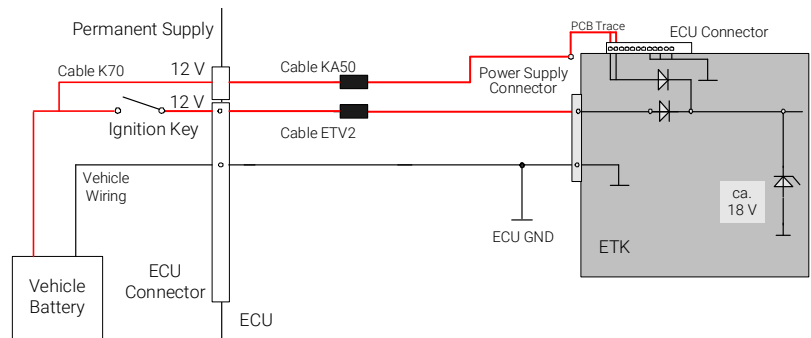 Permanent Supply
PCB Trace
ECU Connector
Cable K70
12 V
Cable KA50
Power Supply
Connector
12 V
Ignition Key
Cable ETV2
Vehicle
Wiring
ca.
18 V
ECU GND
ETK
ECU
Connector
Vehicle
Battery
ECU